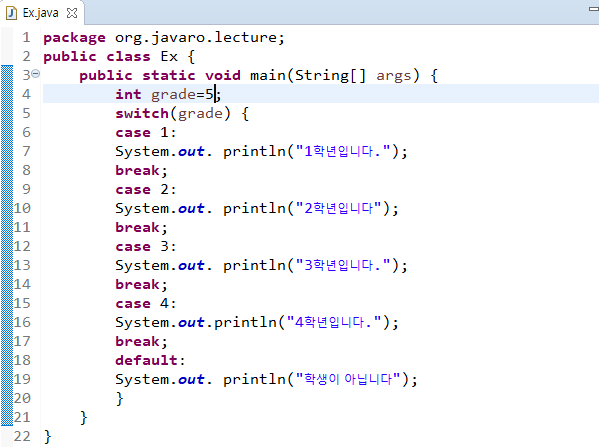 Ex.java
1 package org.javaro.lecture;
2 public class Ex {
3 public static void main(String[] args) {
4 int grade=5;
5 switch(grade) {
6 case 1:
7 System.out. println("1학년입니다.");
8 break;
9 case 2:
10 System.out. println("2학년입니다");
11 break;
12 case 3:
13 System.out. println("3학년입니다.");
14 break;
15 case 4:
16 System.out.println("4학년입니다.");
17 break;
18 default:
19 System.out. println("학생이 아닙니다");
20 }
21 }
22 }